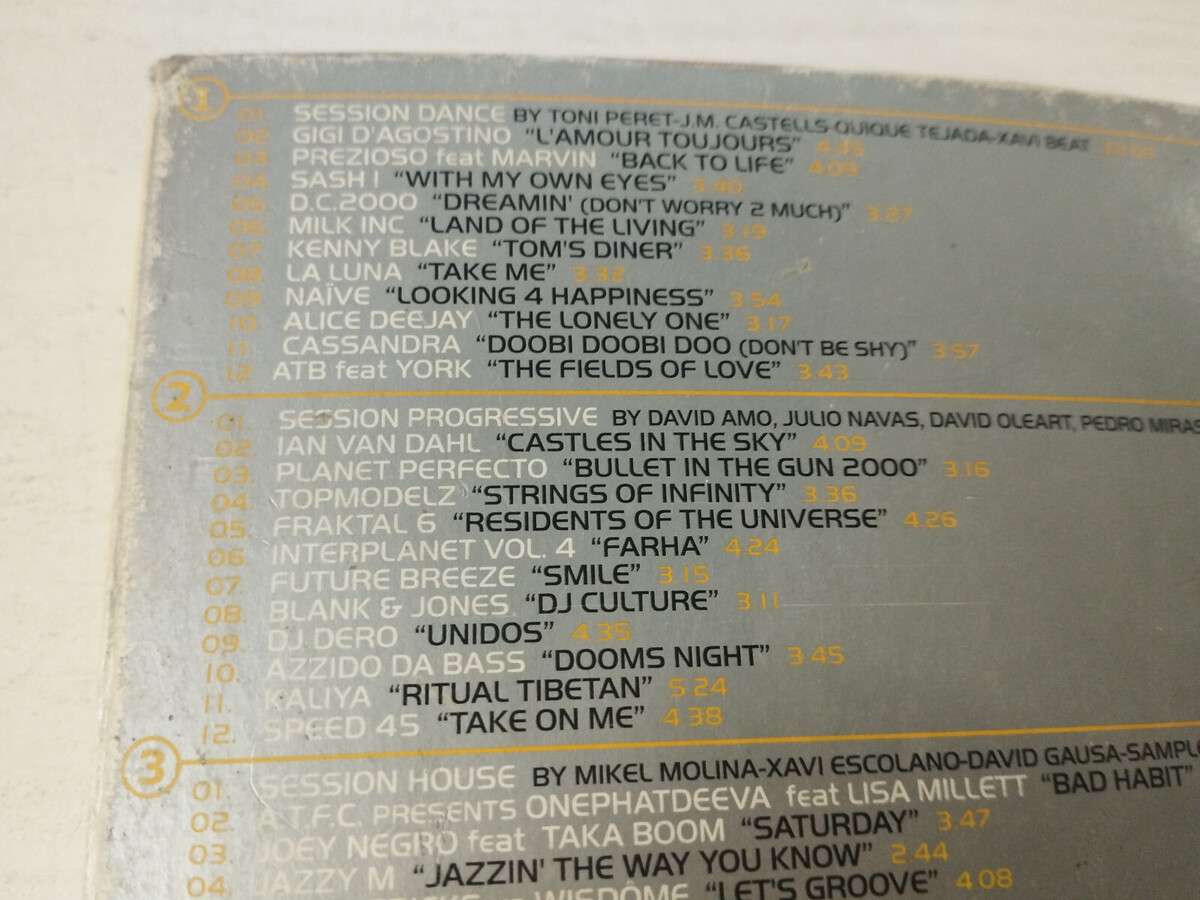 1
01. SESSION DANCE BY TONI PERET-J.M. CASTELLS-QUIQUE TEJADA-XAVI BEAT
02. GIGI D'AGOSTINO "L'AMOUR TOUJOURS" 4.45
03. PREZIOSO feat MARVIN "BACK TO LIFE" 4.09
04. SASH! "WITH MY OWN EYES" 3.40
05. D.C.2000 "DREAMIN' (DON'T WORRY 2 MUCH)" 3.27
06. MILK INC "LAND OF THE LIVING" 3.19
07. KENNY BLAKE "TOM'S DINER" 3.36
08. LA LUNA "TAKE ME" 3.32
09. NAÏVE "LOOKING 4 HAPPINESS" 3.54
10. ALICE DEEJAY "THE LONELY ONE" 3.17
11. CASSANDRA "DOOBI DOOBI DOO (DON'T BE SHY)" 3.57
12. ATB feat YORK "THE FIELDS OF LOVE" 3.43
2
01. SESSION PROGRESSIVE BY DAVID AMO, JULIO NAVAS, DAVID OLEART, PEDRO MIRAS
02. IAN VAN DAHL "CASTLES IN THE SKY" 4.09
03. PLANET PERFECTO "BULLET IN THE GUN 2000" 3.16
04. TOPMODELZ "STRINGS OF INFINITY" 3.36
05. FRAKTAL 6 "RESIDENTS OF THE UNIVERSE" 4.26
06. INTERPLANET VOL. 4 "FARHA" 4.24
07. FUTURE BREEZE "SMILE" 3.15
08. BLANK & JONES "DJ CULTURE" 3.11
09. DJ DERO "UNIDOS" 4.35
10. AZZIDO DA BASS "DOOMS NIGHT" 3.45
11. KALIYA "RITUAL TIBETAN" 5.24
12. SPEED 45 "TAKE ON ME" 4.38
3
01. SESSION HOUSE BY MIKEL MOLINA-XAVI ESCOLANO-DAVID GAUSA-SAMPL
02. A.T.F.C. PRESENTS ONEPHATDEEVA feat LISA MILLETT "BAD HABIT"
03. JOEY NEGRO feat TAKA BOOM "SATURDAY" 3.47
04. JAZZY M "JAZZIN' THE WAY YOU KNOW" 2.44
WISDÔME "LET'S GROOVE" 4.08